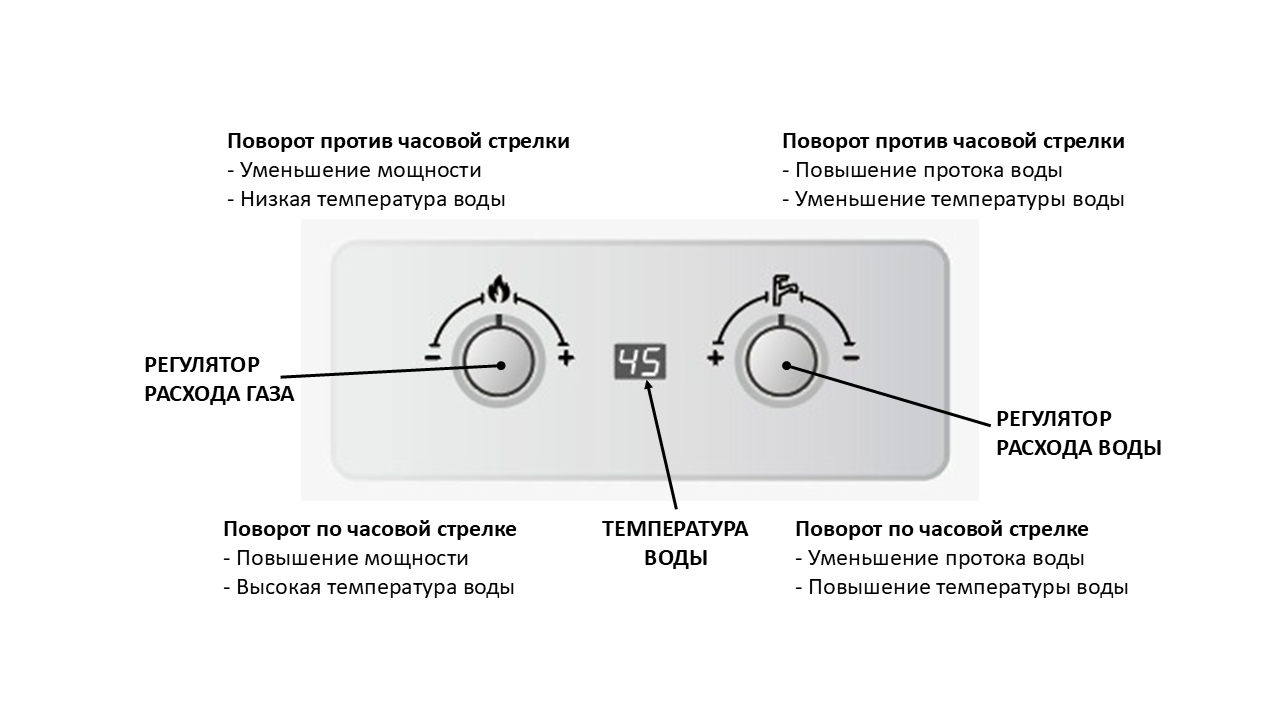 Поворот против часовой стрелки
- Уменьшение мощности
- Низкая температура воды
Поворот против часовой стрелки
- Повышение протока воды
- Уменьшение температуры воды
РЕГУЛЯТОР
РАСХОДА ГАЗА
- +
45
+ -
РЕГУЛЯТОР
РАСХОДА ВОДЫ
Поворот по часовой стрелке
- Повышение мощности
- Высокая температура воды
ТЕМПЕРАТУРА
ВОДЫ
Поворот по часовой стрелке
- Уменьшение протока воды
- Повышение температуры воды